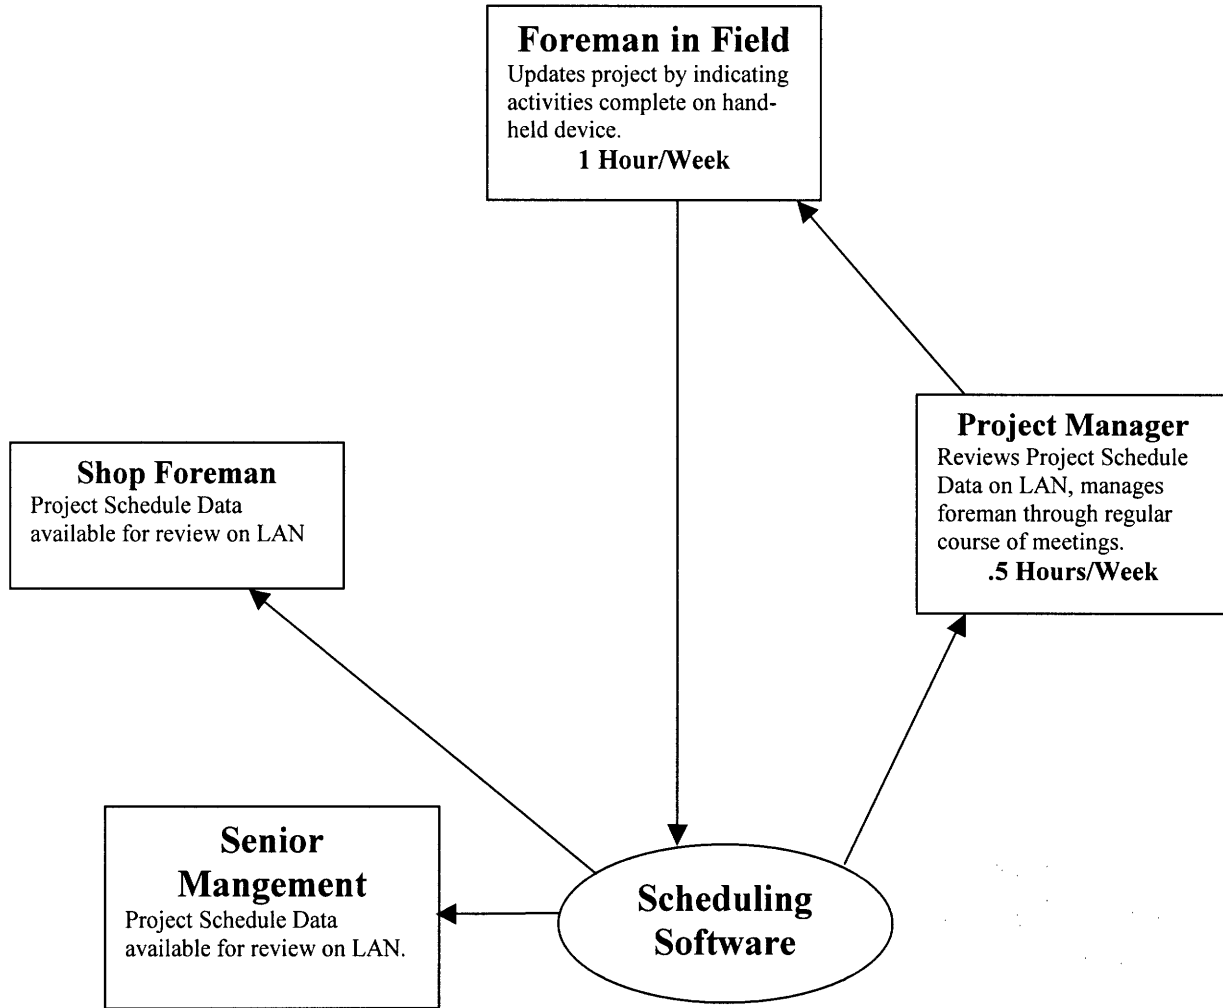 Foreman in Field
Updates project by indicating
activities complete on hand-
held device.
1 Hour/Week
Project Manager
Reviews Project Schedule
Data on LAN, manages
foreman through regular
course of meetings.
.5 Hours/Week
Shop Foreman
Project Schedule Data
available for review on LAN
Senior
Mangement
Project Schedule Data
available for review on LAN.
Scheduling
Software